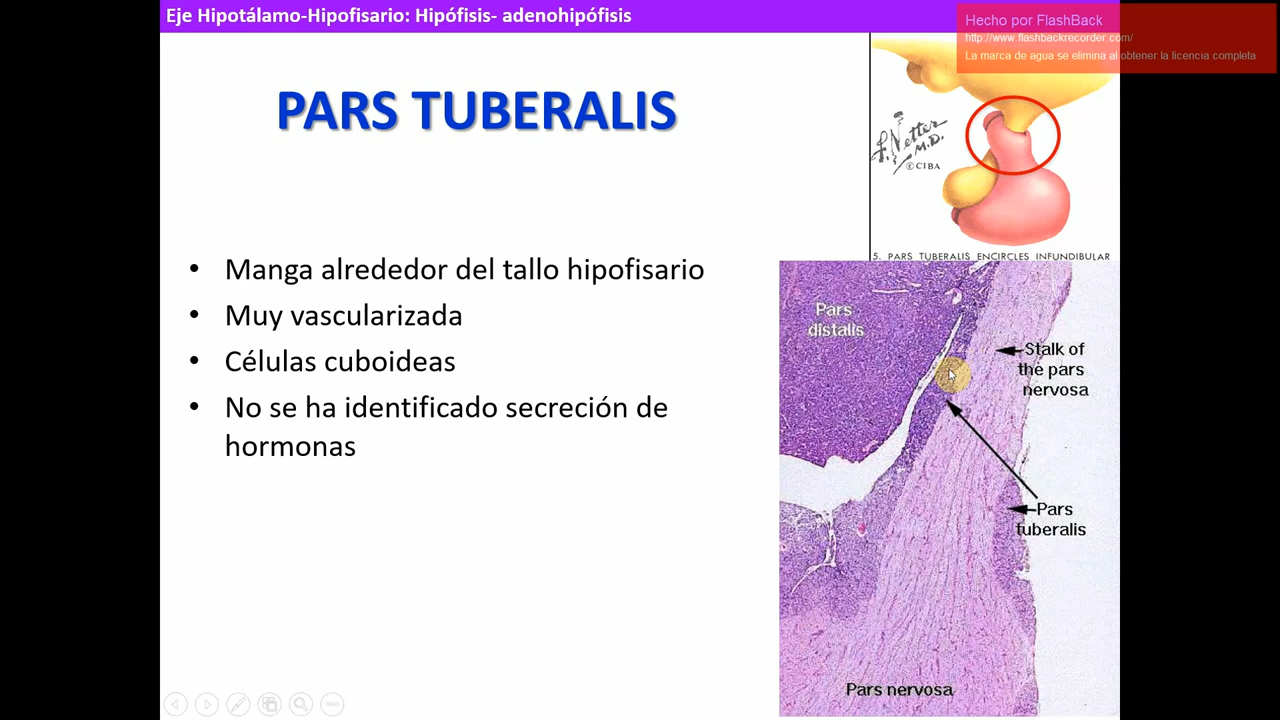 Eje Hipotálamo-Hipofisario: Hipófisis- adenohipófisis
Hecho por FlashBack
http://www.flashbackrecorder.com/
La marca de agua se elimina al obtener la licencia completa
PARS TUBERALIS
F. Netter
M.D.
© CIBA
5. PARS TUBERALIS ENCIRCLES INFUNDIBULAR
• Manga alrededor del tallo hipofisario
• Muy vascularizada
• Células cuboideas
• No se ha identificado secreción de
hormonas
Pars
distalis
Stalk of
the pars
nervosa
Pars
tuberalis
Pars nervosa